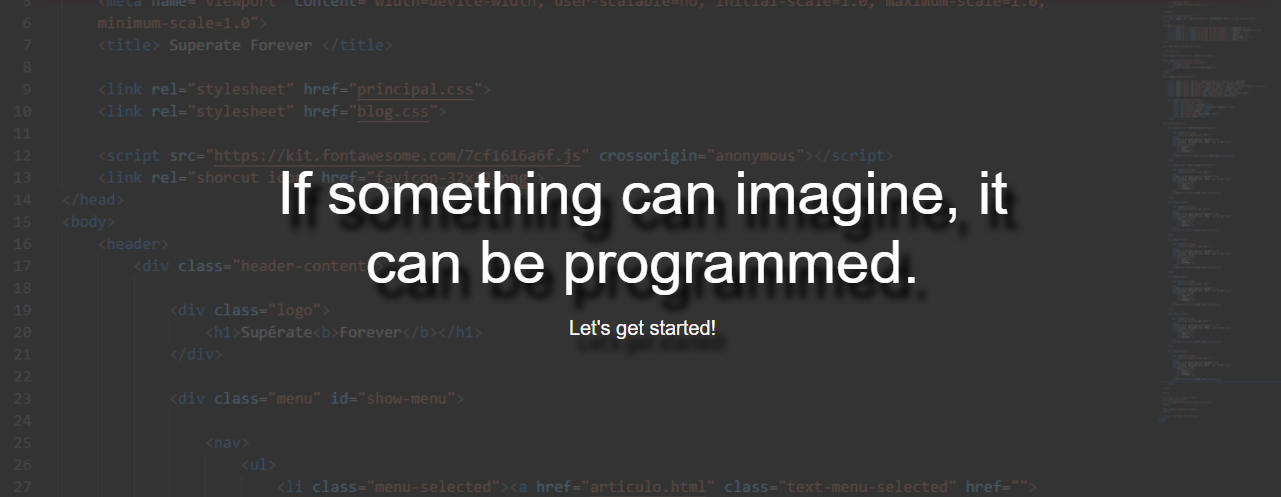 5 <meta name="viewport" content="width=device-width, user-scalable=no, initial-scale=1.0, maximum-scale=1.0,
6 minimum-scale=1.0">
7 <title> Superate Forever </title>
8
9 <link rel="stylesheet" href="principal.css">
10 <link rel="stylesheet" href="blog.css">
11
12 <script src="https://kit.fontawesome.com/7cf1616a6f.js" crossorigin="anonymous"></script>
13 <link rel="shorcut href="
14 </head>
15 <body>
16 <header>
17 <div class="header-content
18
19 <div class="logo">
20 <h1>Supérate<b>Forever</b></h1>
21 </div>
22
23 <div class="menu" id="show-menu">
24
25 <nav>
26 <ul>
27 <li class="menu-selected"><a href="articulo.html" class="text-menu-selected" href="">
If something can imagine, it
can be programmed.
Let's get started!